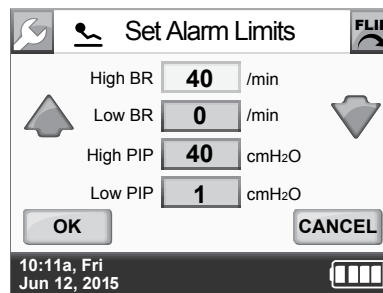 Set Alarm Limits
FLIP
High BR 40 /min
Low BR 0 /min
High PIP 40 cmH2O
Low PIP 1 cmH2O
OK CANCEL
10:11a, Fri
Jun 12, 2015